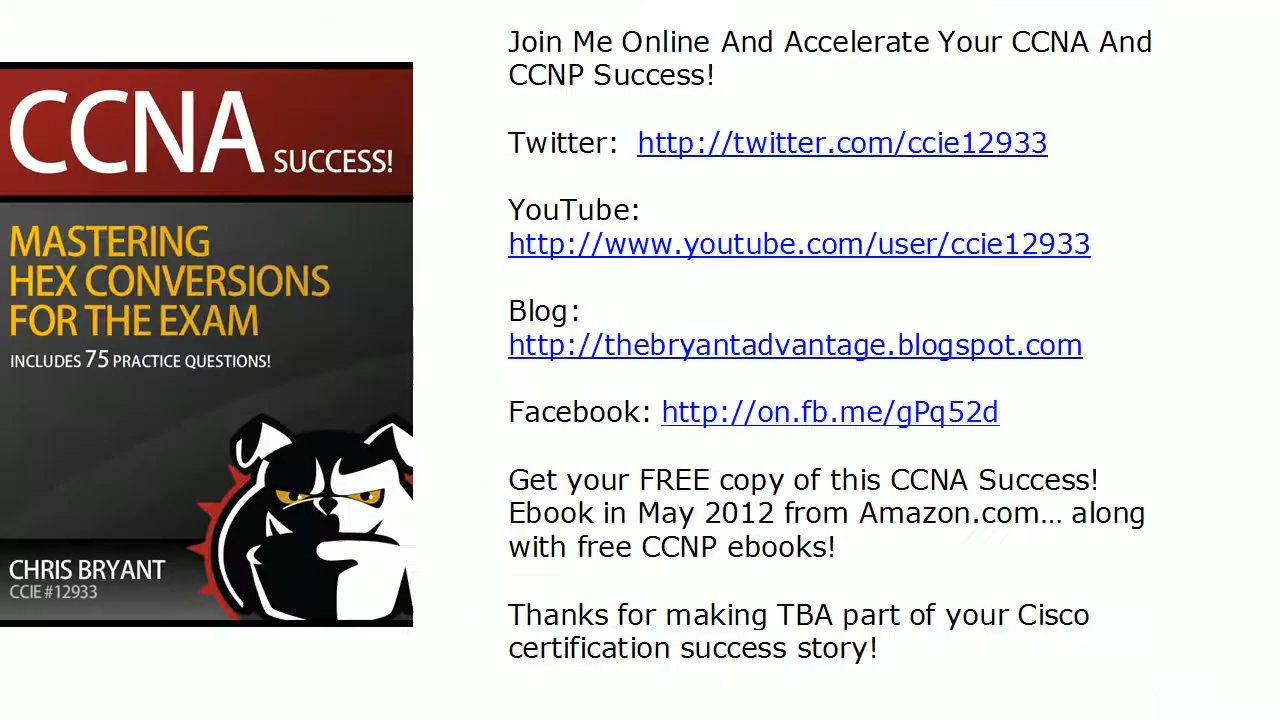 CCNA SUCCESS!
MASTERING
HEX CONVERSIONS
FOR THE EXAM
INCLUDES 75 PRACTICE QUESTIONS!
CHRIS BRYANT
CCIE #12933
Join Me Online And Accelerate Your CCNA And
CCNP Success!
Twitter: http://twitter.com/ccie12933
YouTube:
http://www.youtube.com/user/ccie12933
Blog:
http://thebryantadvantage.blogspot.com
Facebook: http://on.fb.me/gPq52d
Get your FREE copy of this CCNA Success!
Ebook in May 2012 from Amazon.com… along
with free CCNP ebooks!
Thanks for making TBA part of your Cisco
certification success story!